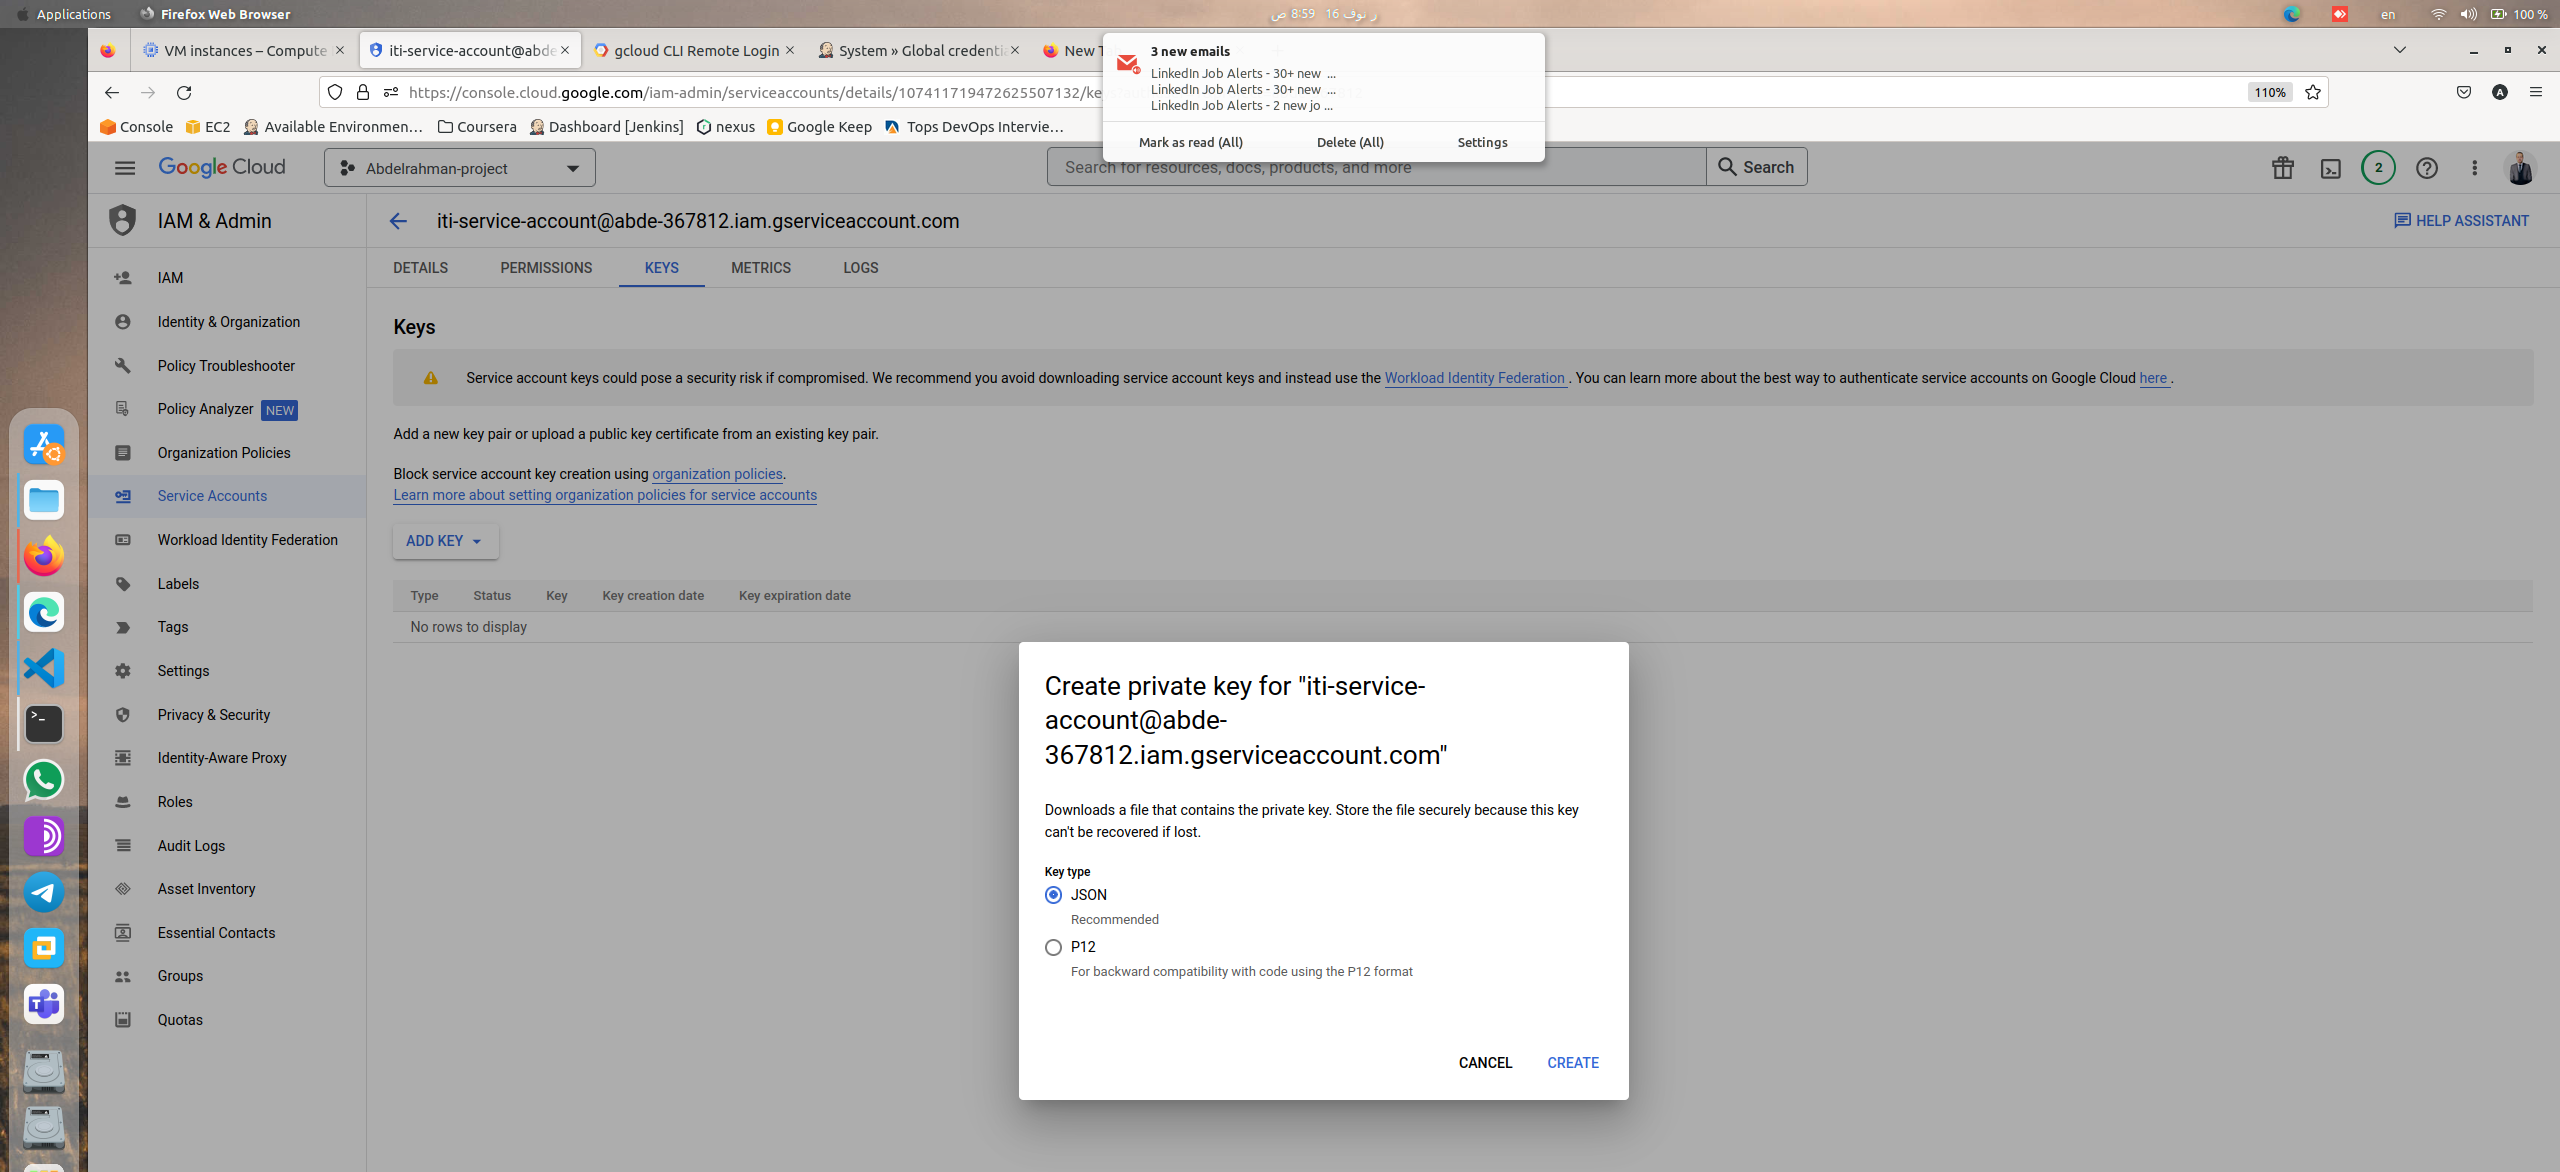 Applications
Firefox Web Browser
ر نوف 16 8:59 ص
en
100 %
VM instances – Compute
iti-service-account@abde
gcloud CLI Remote Login
System » Global credenti
New T
3 new emails
LinkedIn Job Alerts - 30+ new ...
LinkedIn Job Alerts - 30+ new ...
LinkedIn Job Alerts - 2 new jo ...
Mark as read (All)
Delete (All)
Settings
https://console.cloud.google.com/iam-admin/serviceaccounts/details/107411719472625507132/key
110%
Console
EC2
Available Environmen…
Coursera
Dashboard [Jenkins]
nexus
Google Keep
Tops DevOps Intervie…
Google Cloud
Abdelrahman-project
Search for resources, docs, products, and more
Search
2
IAM & Admin
iti-service-account@abde-367812.iam.gserviceaccount.com
HELP ASSISTANT
DETAILS
PERMISSIONS
KEYS
METRICS
LOGS
IAM
Identity & Organization
Policy Troubleshooter
Policy Analyzer NEW
Organization Policies
Service Accounts
Workload Identity Federation
Labels
Tags
Settings
Privacy & Security
Identity-Aware Proxy
Roles
Audit Logs
Asset Inventory
Essential Contacts
Groups
Quotas
Keys
Service account keys could pose a security risk if compromised. We recommend you avoid downloading service account keys and instead use the Workload Identity Federation . You can learn more about the best way to authenticate service accounts on Google Cloud here .
Add a new key pair or upload a public key certificate from an existing key pair.
Block service account key creation using organization policies.
Learn more about setting organization policies for service accounts
ADD KEY
Type Status Key Key creation date Key expiration date
No rows to display
Create private key for "iti-service-
account@abde-
367812.iam.gserviceaccount.com"
Downloads a file that contains the private key. Store the file securely because this key
can't be recovered if lost.
Key type
JSON
Recommended
P12
For backward compatibility with code using the P12 format
CANCEL
CREATE